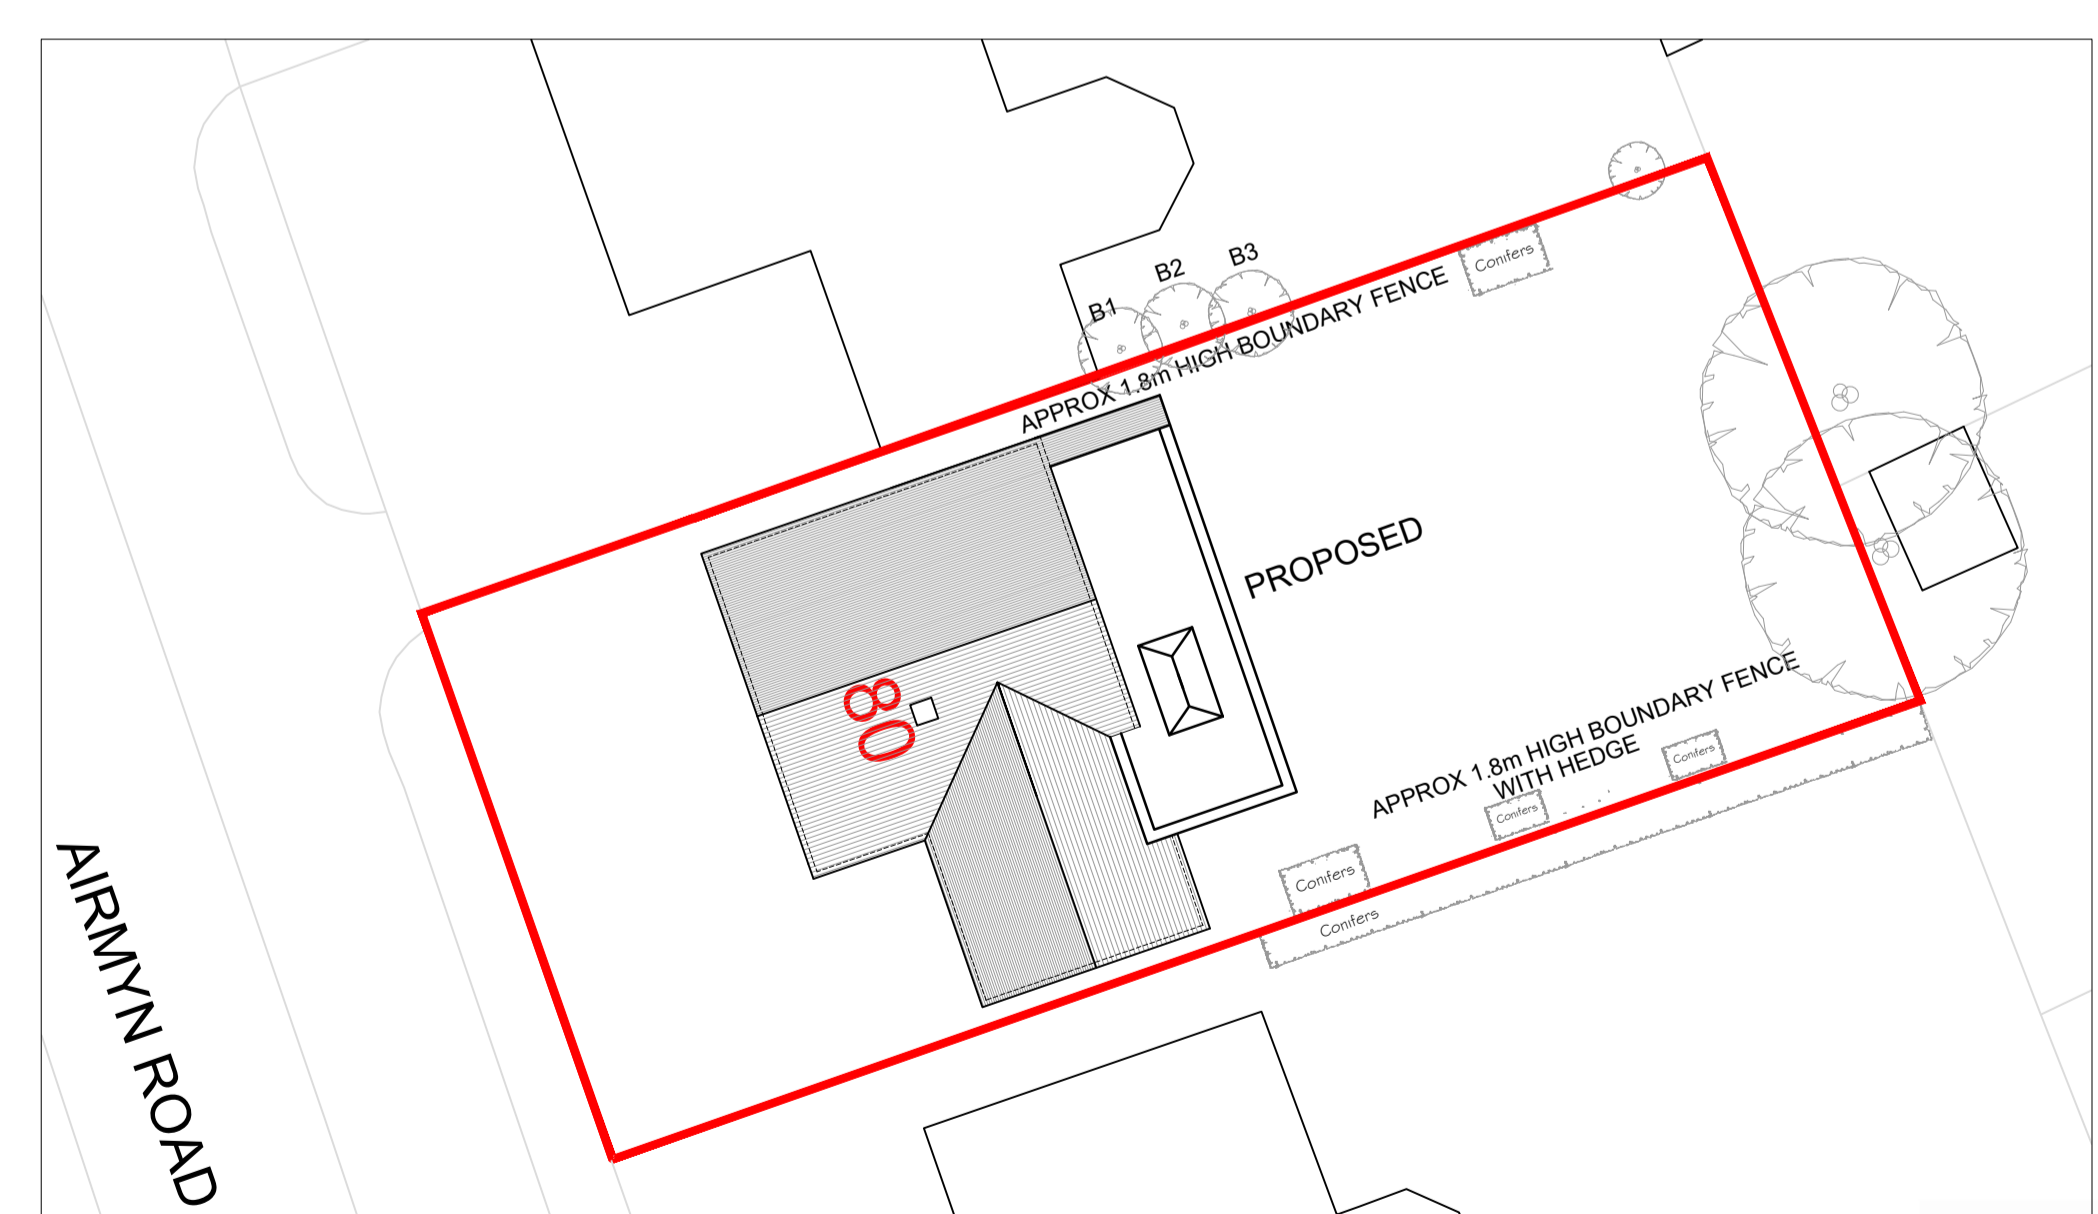 B1
B2
B3
Conifers
APPROX 1.8m HIGH BOUNDARY FENCE
PROPOSED
80
APPROX 1.8m HIGH BOUNDARY FENCE
WITH HEDGE
Conifers
Conifers
Conifers
Conifers
AIRMYN ROAD